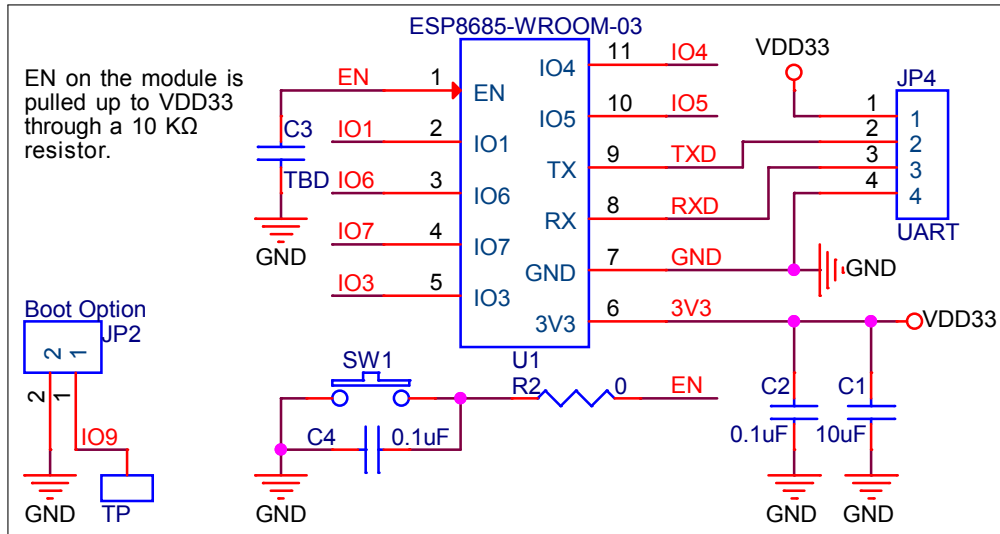 ESP8685-WROOM-03
EN on the module is
pulled up to VDD33
through a 10 KΩ
resistor.
EN 1 EN
C3
TBD
GND
IO1 2 IO1
IO6 3 IO6
IO7 4 IO7
IO3 5 IO3
IO4 11 IO4
IO5 10 IO5
TX 9 TXD
RX 8 RXD
GND 7 GND
3V3 6 3V3
U1
VDD33
JP4
1 1
2 2
3 3
4 4
UART
GND
VDD33
C2
0.1uF
GND
C1
10uF
GND
Boot Option
JP2
2 1
2 1
IO9
GND
TP
SW1
R2 0 EN
C4 0.1uF
GND